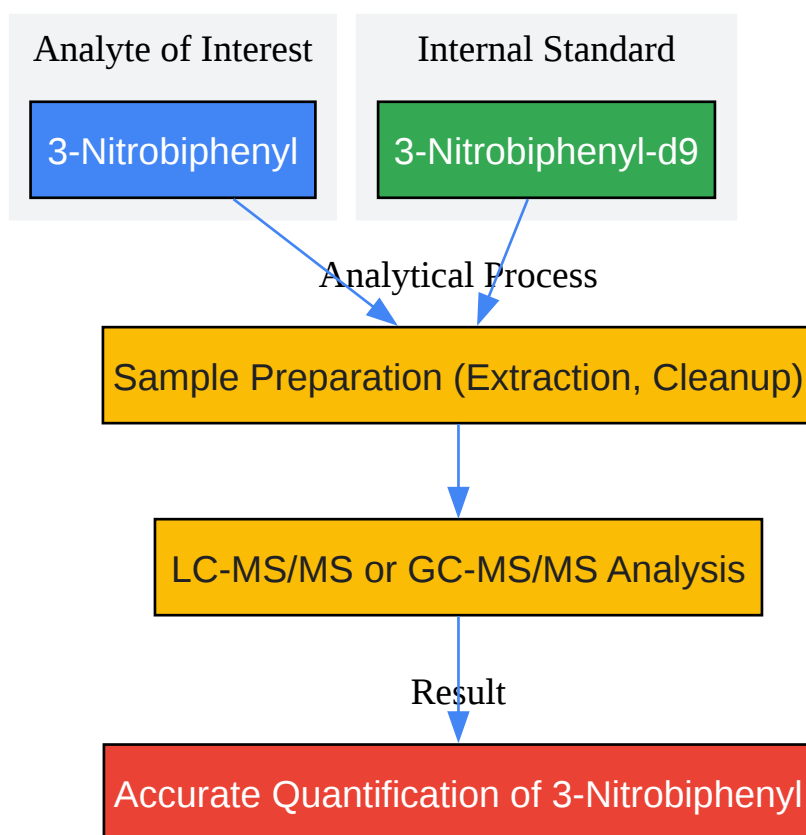 Analyte of Interest
Internal Standard
3-Nitrobiphenyl
3-Nitrobiphenyl-d9
Analytical Process
Sample Preparation (Extraction, Cleanup)
LC-MS/MS or GC-MS/MS Analysis
Result
Accurate Quantification of 3-Nitrobiphenyl